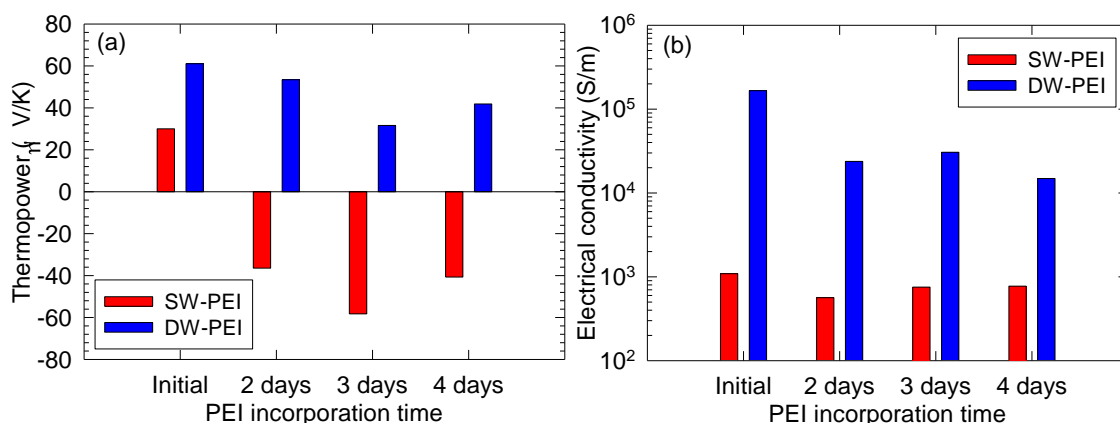 (a)
Thermopower (η V/K)
80
60
40
20
0
-20
-40
-60
-80
SW-PEI
DW-PEI
Initial 2 days 3 days 4 days
PEI incorporation time
(b)
Electrical conductivity (S/m)
10⁶
10⁵
10⁴
10³
10²
SW-PEI
DW-PEI
Initial 2 days 3 days 4 days
PEI incorporation time